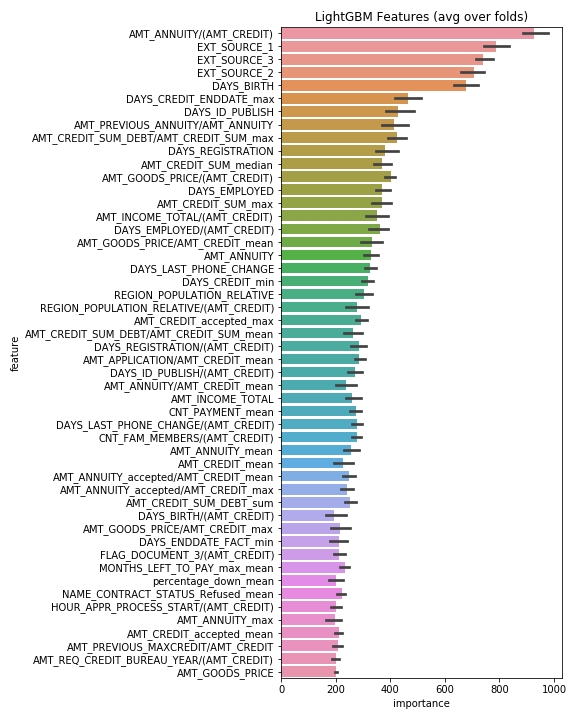 LightGBM Features (avg over folds)
AMT_ANNUITY/(AMT_CREDIT)
EXT_SOURCE_1
EXT_SOURCE_3
EXT_SOURCE_2
DAYS_BIRTH
DAYS_CREDIT_ENDDATE_max
DAYS_ID_PUBLISH
AMT_PREVIOUS_ANNUITY/AMT_ANNUITY
AMT_CREDIT_SUM_DEBT/AMT_CREDIT_SUM_max
DAYS_REGISTRATION
AMT_CREDIT_SUM_median
AMT_GOODS_PRICE/(AMT_CREDIT)
DAYS_EMPLOYED
AMT_CREDIT_SUM_max
AMT_INCOME_TOTAL/(AMT_CREDIT)
DAYS_EMPLOYED/(AMT_CREDIT)
AMT_GOODS_PRICE/AMT_CREDIT_mean
AMT_ANNUITY
DAYS_LAST_PHONE_CHANGE
DAYS_CREDIT_min
REGION_POPULATION_RELATIVE
REGION_POPULATION_RELATIVE/(AMT_CREDIT)
AMT_CREDIT_accepted_max
AMT_CREDIT_SUM_DEBT/AMT_CREDIT_SUM_mean
DAYS_REGISTRATION/(AMT_CREDIT)
AMT_APPLICATION/AMT_CREDIT_mean
DAYS_ID_PUBLISH/(AMT_CREDIT)
AMT_ANNUITY/AMT_CREDIT_mean
AMT_INCOME_TOTAL
CNT_PAYMENT_mean
DAYS_LAST_PHONE_CHANGE/(AMT_CREDIT)
CNT_FAM_MEMBERS/(AMT_CREDIT)
AMT_ANNUITY_mean
AMT_CREDIT_mean
AMT_ANNUITY_accepted/AMT_CREDIT_mean
AMT_ANNUITY_accepted/AMT_CREDIT_max
AMT_CREDIT_SUM_DEBT_sum
DAYS_BIRTH/(AMT_CREDIT)
AMT_GOODS_PRICE/AMT_CREDIT_max
DAYS_ENDDATE_FACT_min
FLAG_DOCUMENT_3/(AMT_CREDIT)
MONTHS_LEFT_TO_PAY_max_mean
percentage_down_mean
NAME_CONTRACT_STATUS_Refused_mean
HOUR_APPR_PROCESS_START/(AMT_CREDIT)
AMT_ANNUITY_max
AMT_CREDIT_accepted_mean
AMT_PREVIOUS_MAXCREDIT/AMT_CREDIT
AMT_REQ_CREDIT_BUREAU_YEAR/(AMT_CREDIT)
AMT_GOODS_PRICE
feature
0 200 400 600 800 1000
importance